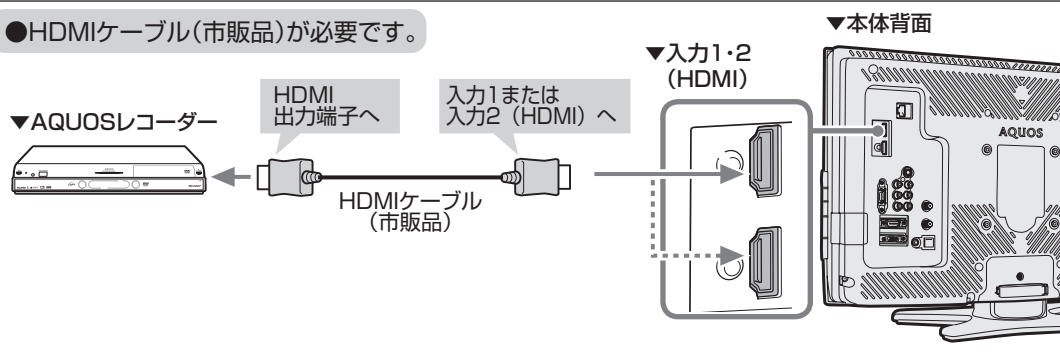 ●HDMIケーブル（市販品）が必要です。
▼本体背面
▼入力1・2
（HDMI）
HDMI
出力端子へ
入力1または
入力2（HDMI）へ
▼AQUOSレコーダー
HDMIケーブル
（市販品）
AQUOS